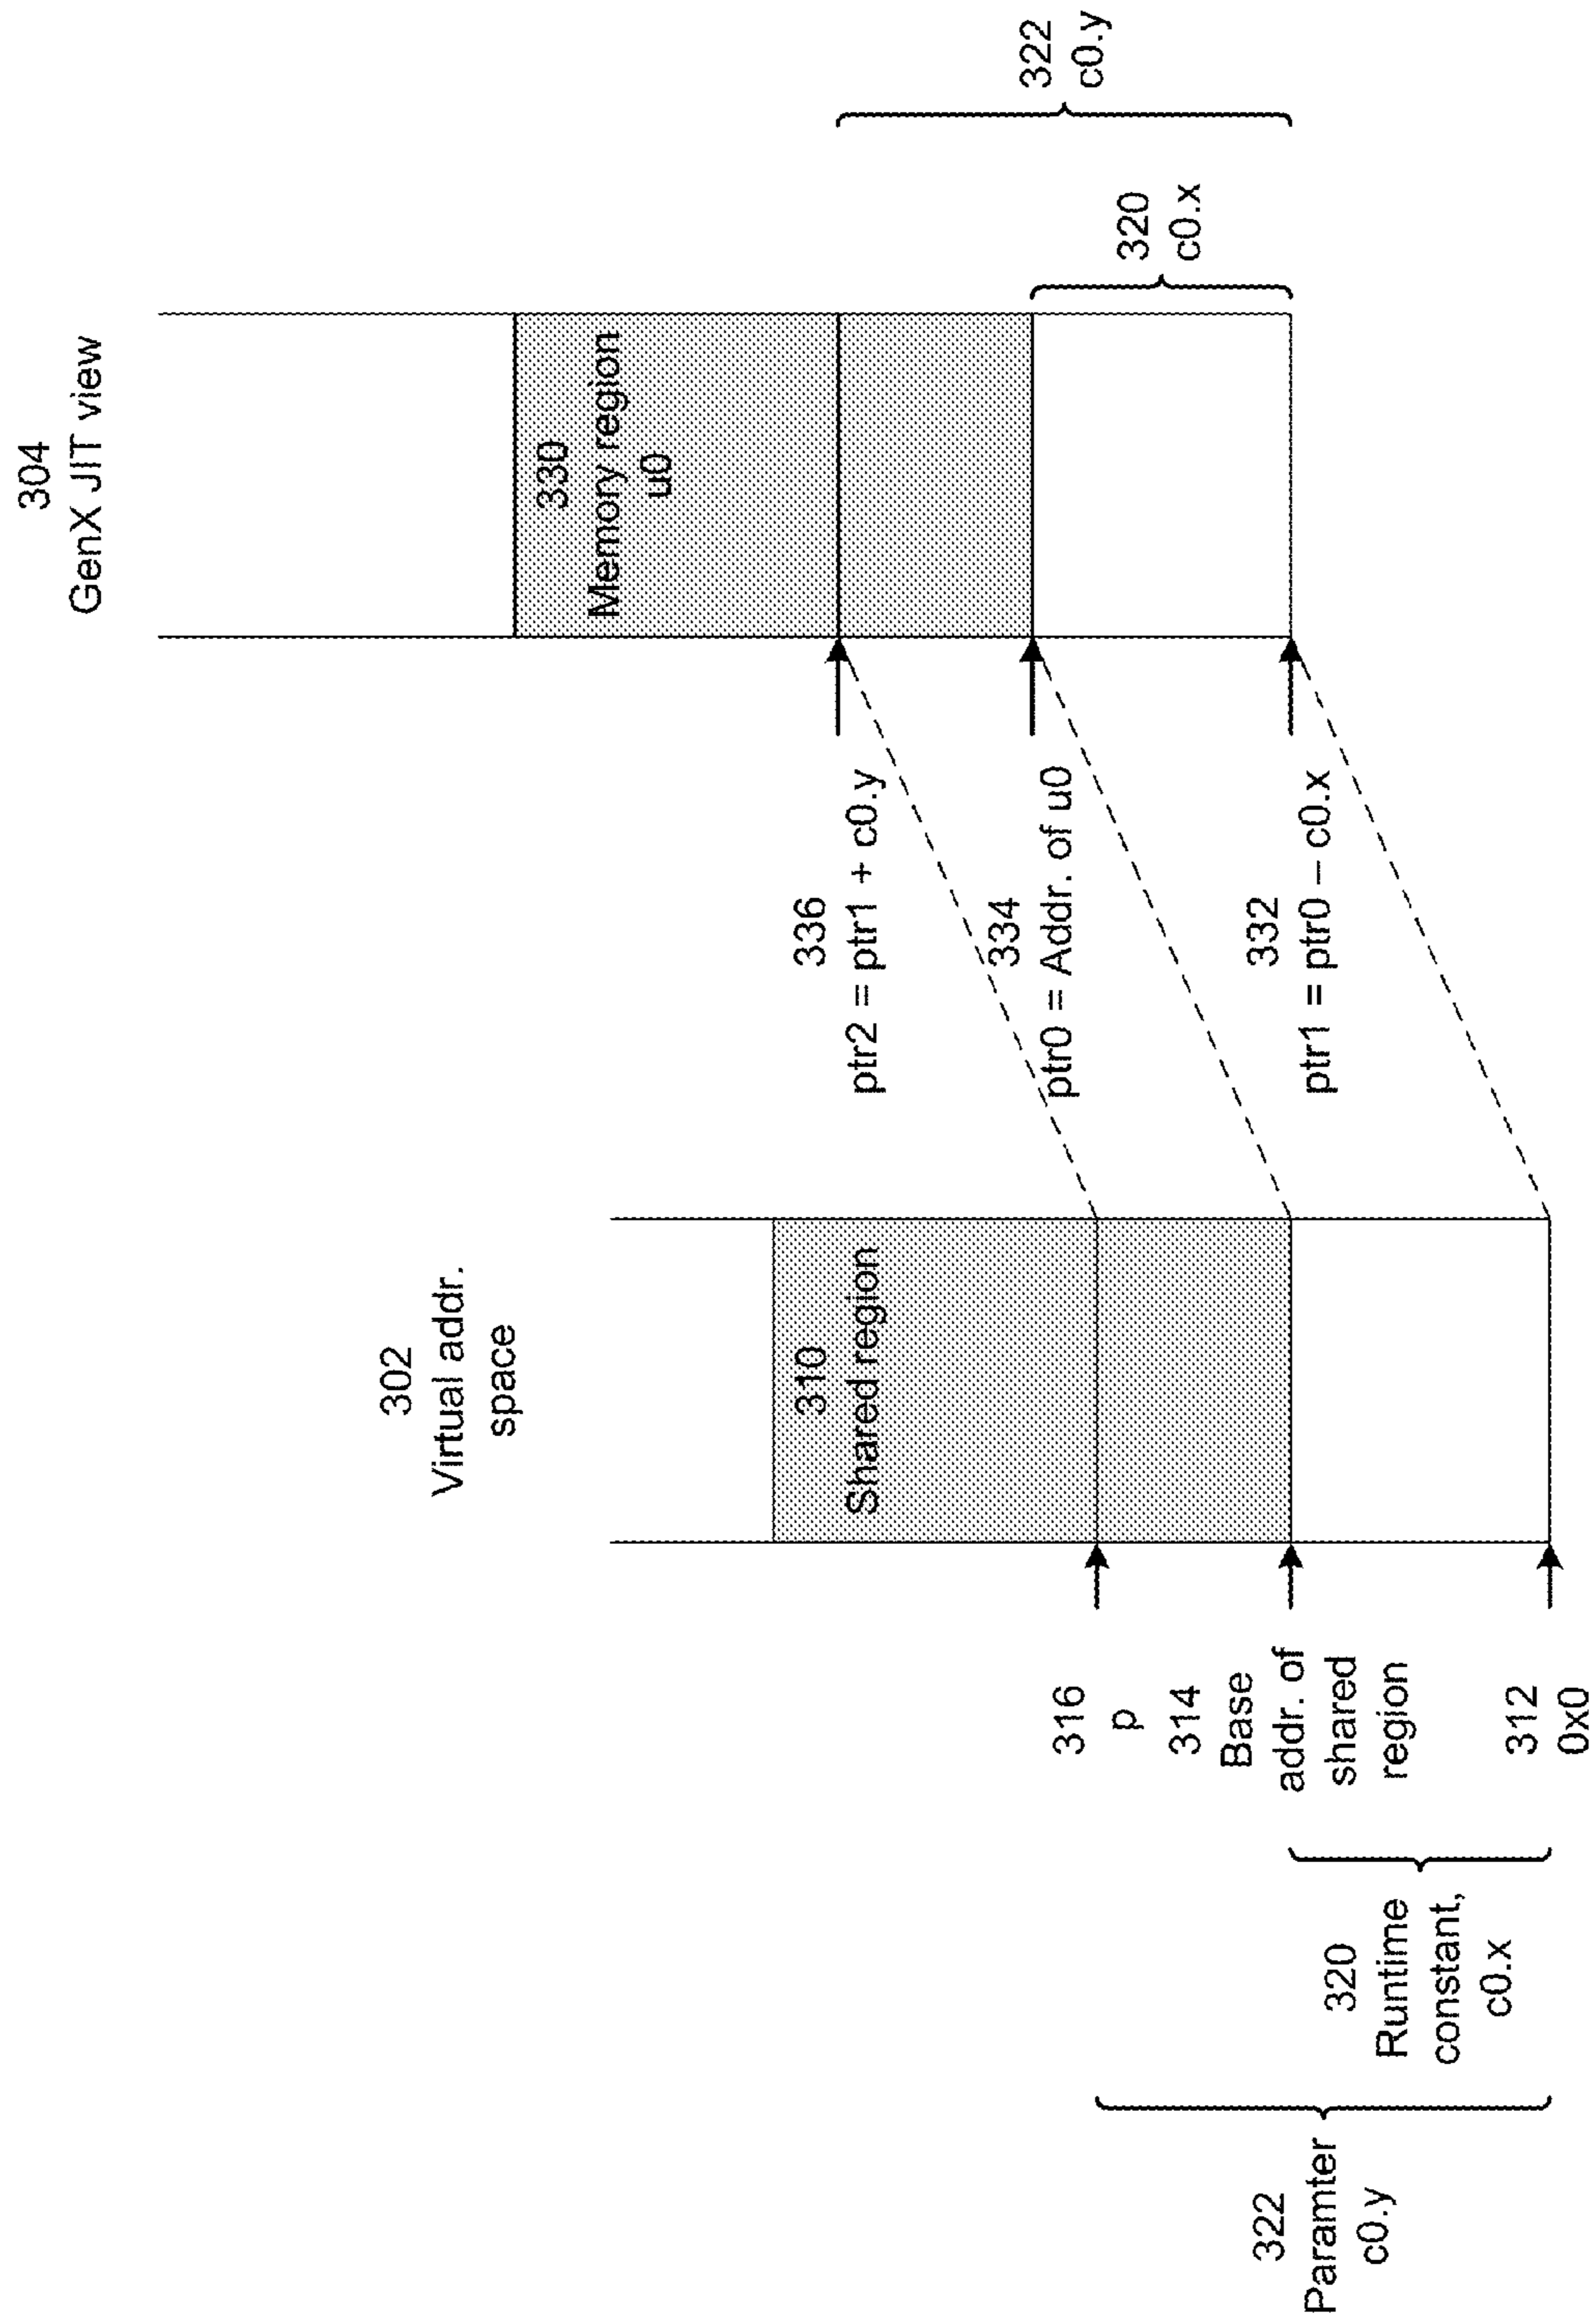 304
GenX JIT view
302
Virtual addr.
space
330
Memory region
u0
310
Shared region
336
ptr2 = ptr1 + c0.y
334
ptr0 = Addr. of u0
332
ptr1 = ptr0 – c0.x
322
c0.y
320
c0.x
316
p
314
Base
addr. of
shared
region
312
0x0
320
Runtime
constant,
c0.x
322
Paramter
c0.y